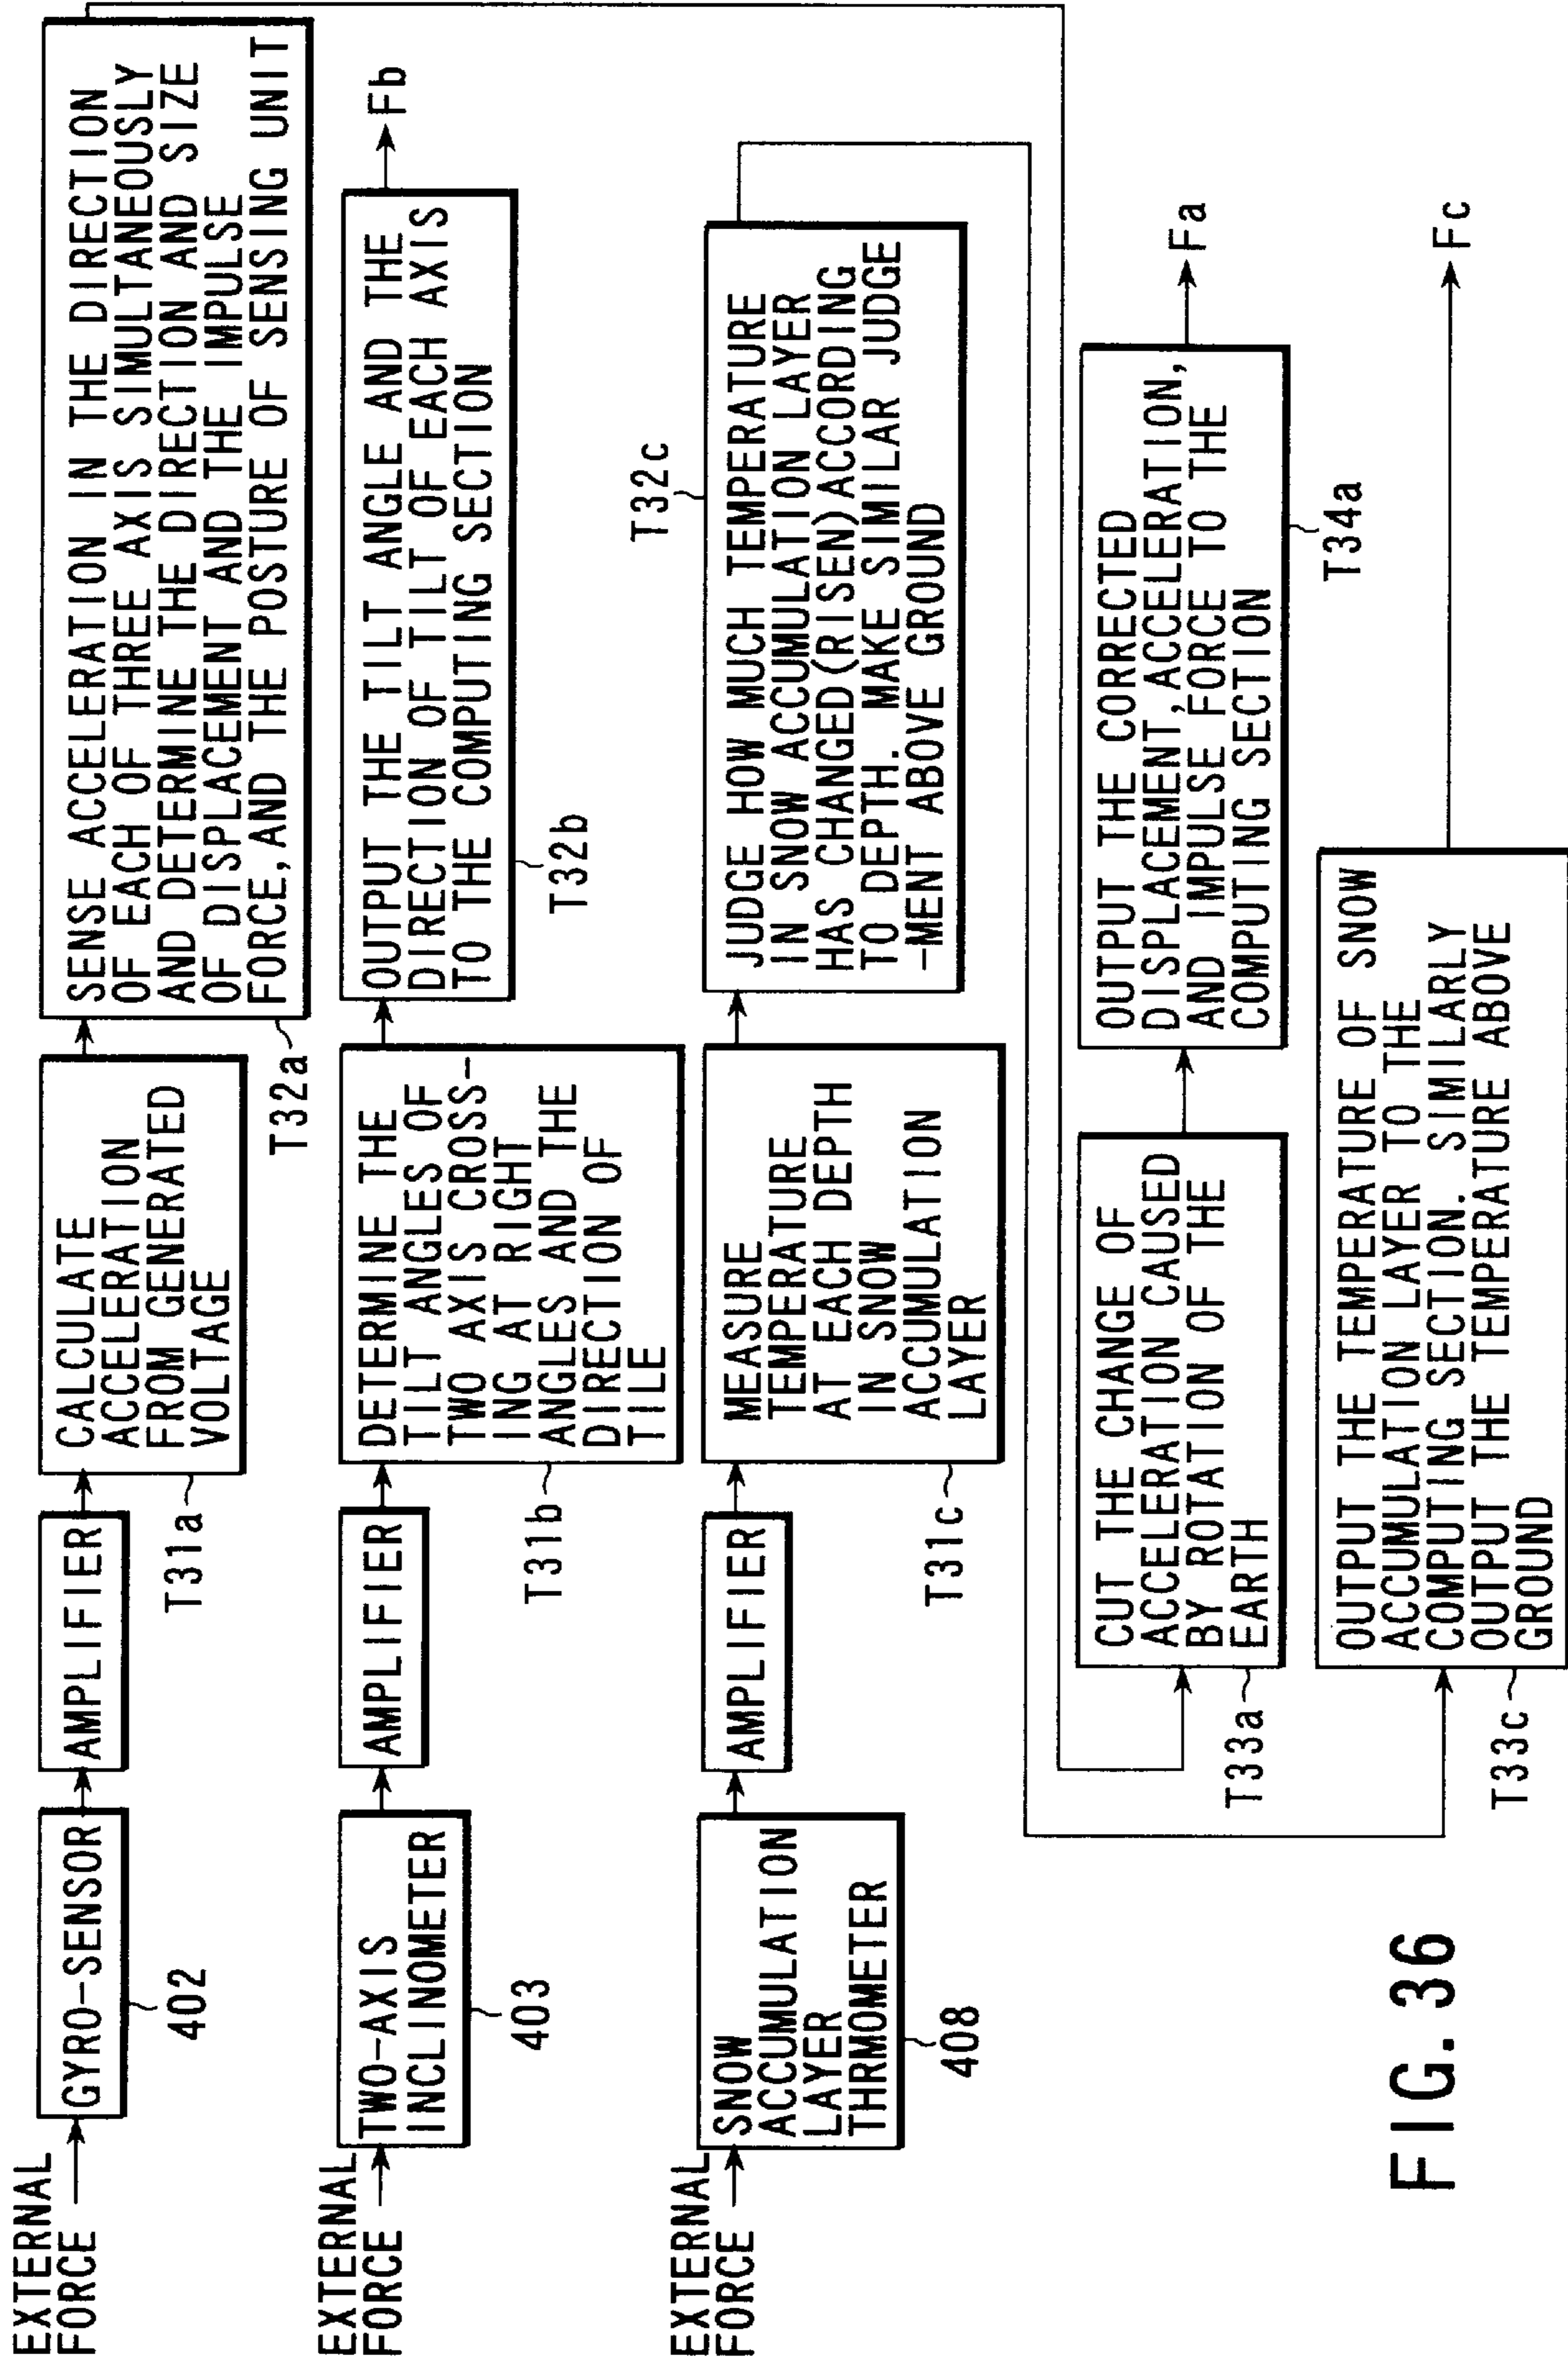 EXTERNAL
FORCE
GYRO-SENSOR
402
AMPLIFIER
CALCULATE
ACCELERATION
FROM GENERATED
VOLTAGE
T31a
SENSE ACCELERATION IN THE DIRECTION
OF EACH OF THREE AXIS SIMULTANEOUSLY
AND DETERMINE THE DIRECTION AND SIZE
OF DISPLACEMENT AND THE IMPULSE
FORCE,AND THE POSTURE OF SENSING UNIT
T32a
EXTERNAL
FORCE
TWO-AXIS
INCLINOMETER
403
AMPLIFIER
DETERMINE THE
TILT ANGLES OF
TWO AXIS CROSS-
ING AT RIGHT
ANGLES AND THE
DIRECTION OF
TILE
T31b
OUTPUT THE TILT ANGLE AND THE
DIRECTION OF TILT OF EACH AXIS
TO THE COMPUTING SECTION
T32b
Fb
EXTERNAL
FORCE
SNOW
ACCUMULATION
LAYER
THRMOMETER
408
AMPLIFIER
MEASURE
TEMPERATURE
AT EACH DEPTH
IN SNOW
ACCUMULATION
LAYER
T31c
T32c
JUDGE HOW MUCH TEMPERATURE
IN SNOW ACCUMULATION LAYER
HAS CHANGED(RISEN)ACCORDING
TO DEPTH. MAKE SIMILAR JUDGE
-MENT ABOVE GROUND
CUT THE CHANGE OF
ACCELERATION CAUSED
BY ROTATION OF THE
EARTH
T33a
OUTPUT THE CORRECTED
DISPLACEMENT,ACCELERATION,
AND IMPULSE FORCE TO THE
COMPUTING SECTION
T34a
Fa
OUTPUT THE TEMPERATURE OF SNOW
ACCUMULATION LAYER TO THE
COMPUTING SECTION. SIMILARLY
OUTPUT THE TEMPERATURE ABOVE
GROUND
T33c
Fc
FIG. 36